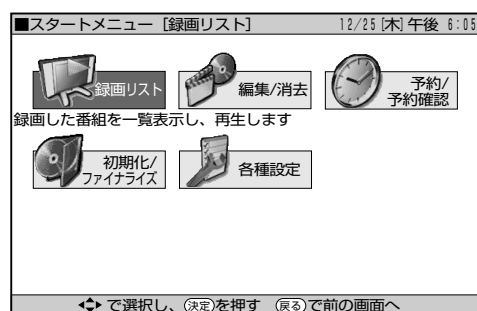 ■スタートメニュー［録画リスト］ 12/25[木]午後 6:05
録画リスト
編集/消去
予約/
予約確認
録画した番組を一覧表示し、再生します
初期化/
ファイナライズ
各種設定
で選択し、決定を押す 戻るで前の画面へ